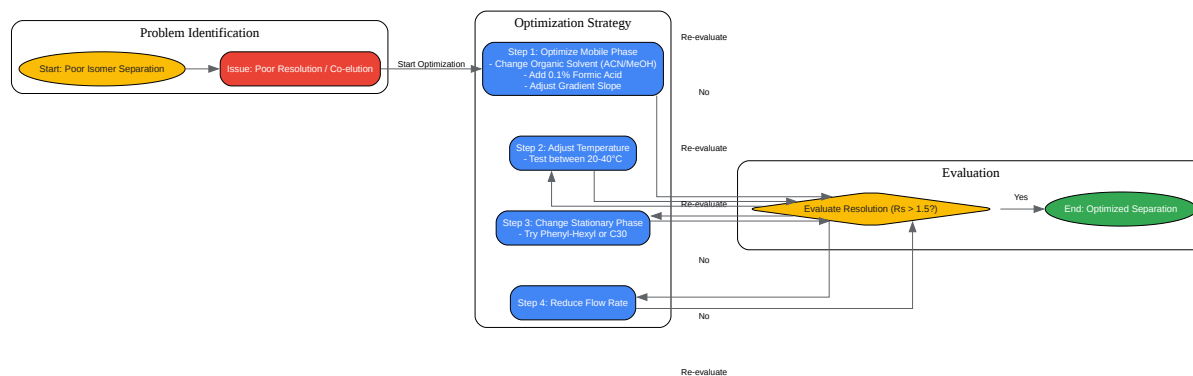 Problem Identification
Start: Poor Isomer Separation
Issue: Poor Resolution / Co-elution
Start Optimization
Optimization Strategy
Step 1: Optimize Mobile Phase
- Change Organic Solvent (ACN/MeOH)
- Add 0.1% Formic Acid
- Adjust Gradient Slope
Step 2: Adjust Temperature
- Test between 20-40°C
Step 3: Change Stationary Phase
- Try Phenyl-Hexyl or C30
Step 4: Reduce Flow Rate
Re-evaluate
No
Re-evaluate
Re-evaluate
No
No
Re-evaluate
Evaluation
Evaluate Resolution (Rs > 1.5?)
Yes
End: Optimized Separation